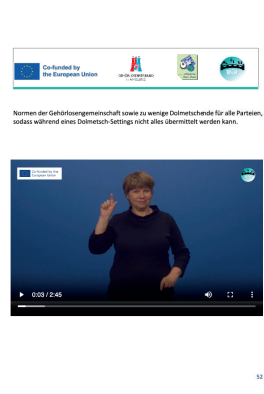 Co-funded by
the European Union
Normen der Gehörlosengemeinschaft sowie zu wenige Dolmetschende für alle Parteien,
sodass während eines Dolmetsch-Settings nicht alles übermittelt werden kann.
Co-funded by the
European Union
0:03 / 2:45
52